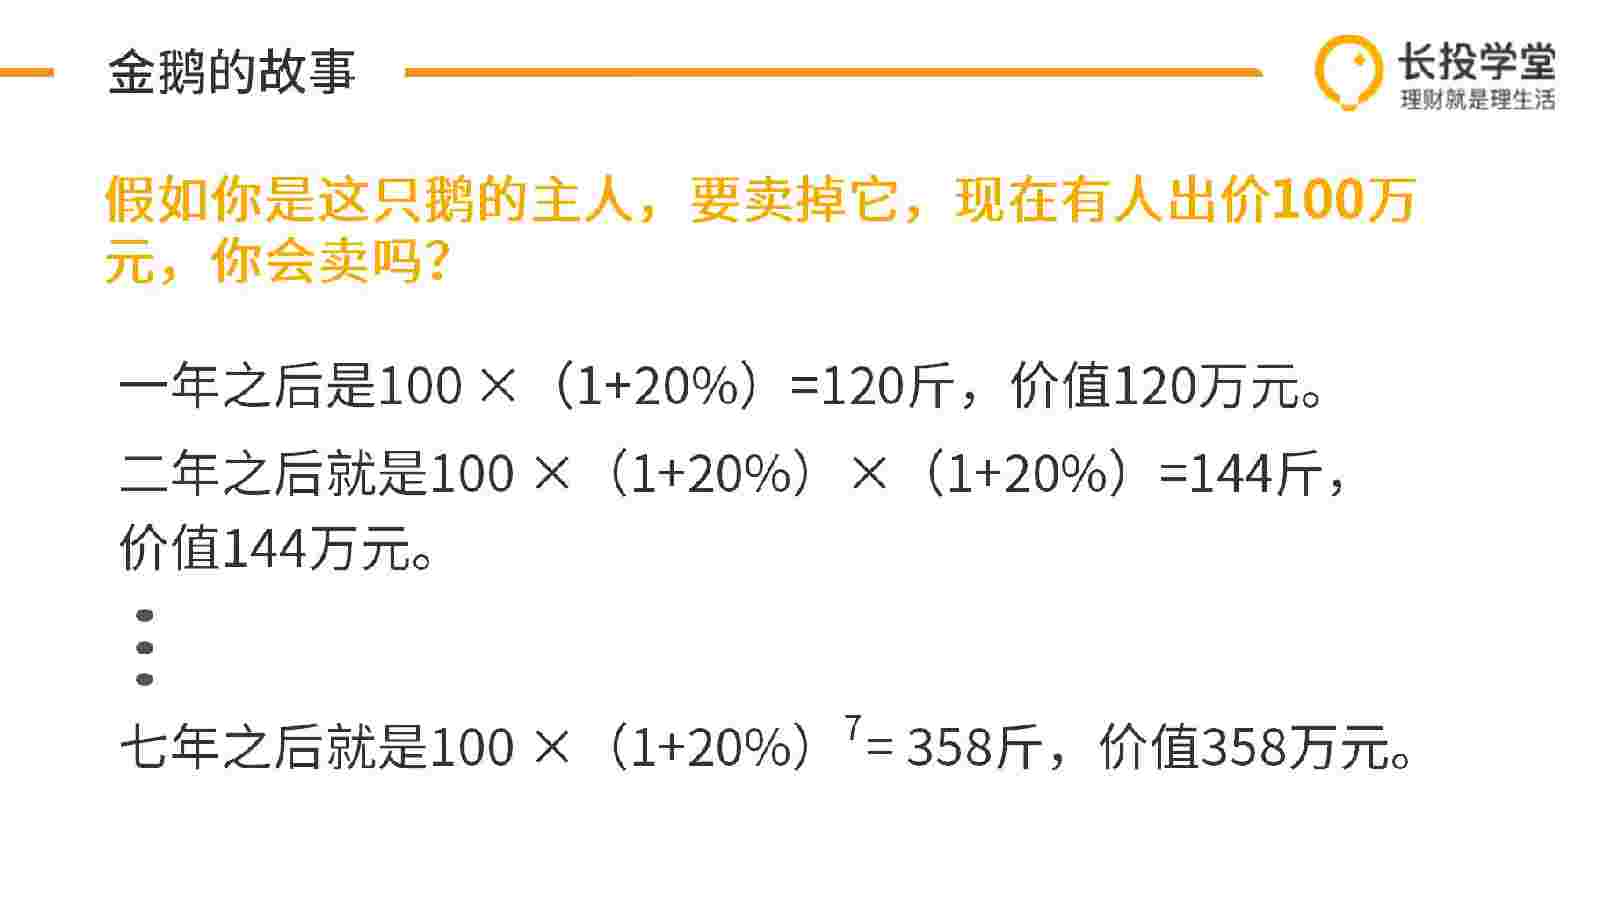 金鹅的故事
长投学堂
理财就是理生活
假如你是这只鹅的主人，要卖掉它，现在有人出价100万
元，你会卖吗？
一年之后是100 ×（1+20%）=120斤，价值120万元。
二年之后就是100 ×（1+20%）×（1+20%）=144斤，
价值144万元。
七年之后就是100 ×（1+20%）⁷= 358斤，价值358万元。